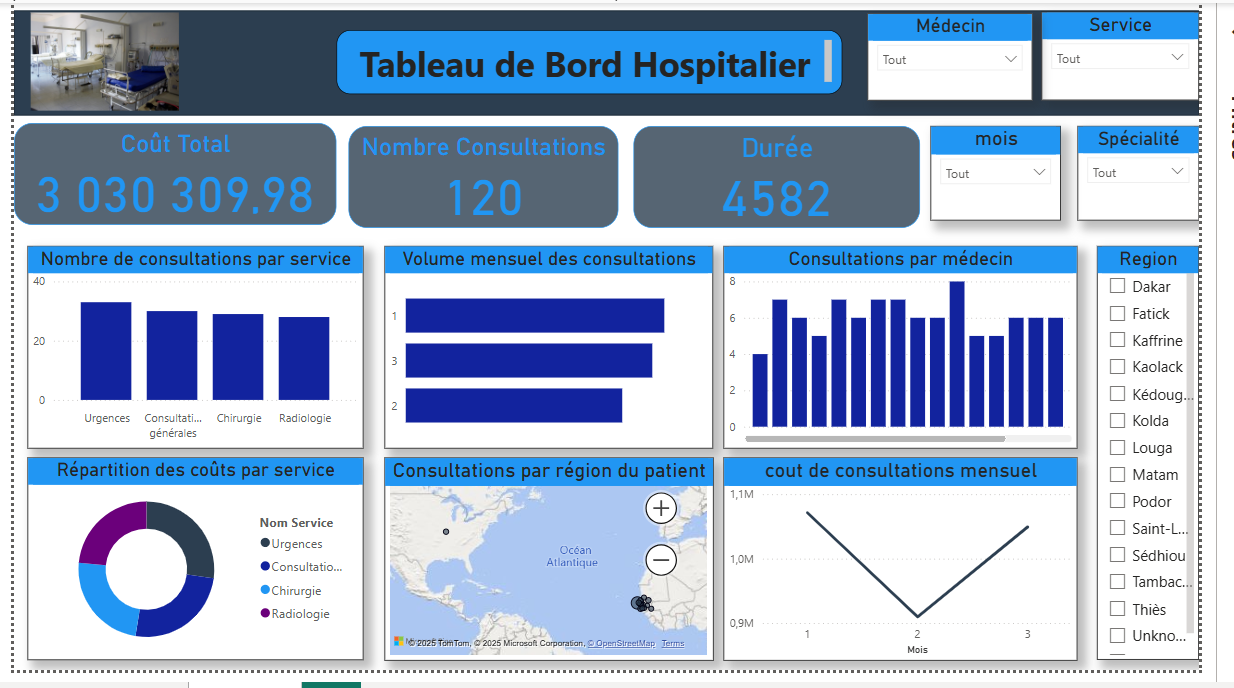 Tableau de Bord Hospitalier
Médecin
Tout
Service
Tout
Coût Total
3 030 309,98
Nombre Consultations
120
Durée
4582
mois
Tout
Spécialité
Tout
Nombre de consultations par service
40
20
0
Urgences
Consultati...
générales
Chirurgie
Radiologie
Volume mensuel des consultations
1
3
2
Consultations par médecin
8
6
4
2
0
Region
Dakar
Fatick
Kaffrine
Kaolack
Kédoug...
Kolda
Louga
Matam
Podor
Saint-L...
Sédhiou
Tambac...
Thiès
Unkno...
Répartition des coûts par service
Nom Service
Urgences
Consultatio...
Chirurgie
Radiologie
Consultations par région du patient
Océan
Atlantique
© 2025 TomTom, © 2025 Microsoft Corporation, © OpenStreetMap Terms
cout de consultations mensuel
1,1M
1,0M
0,9M
1
2
3
Mois